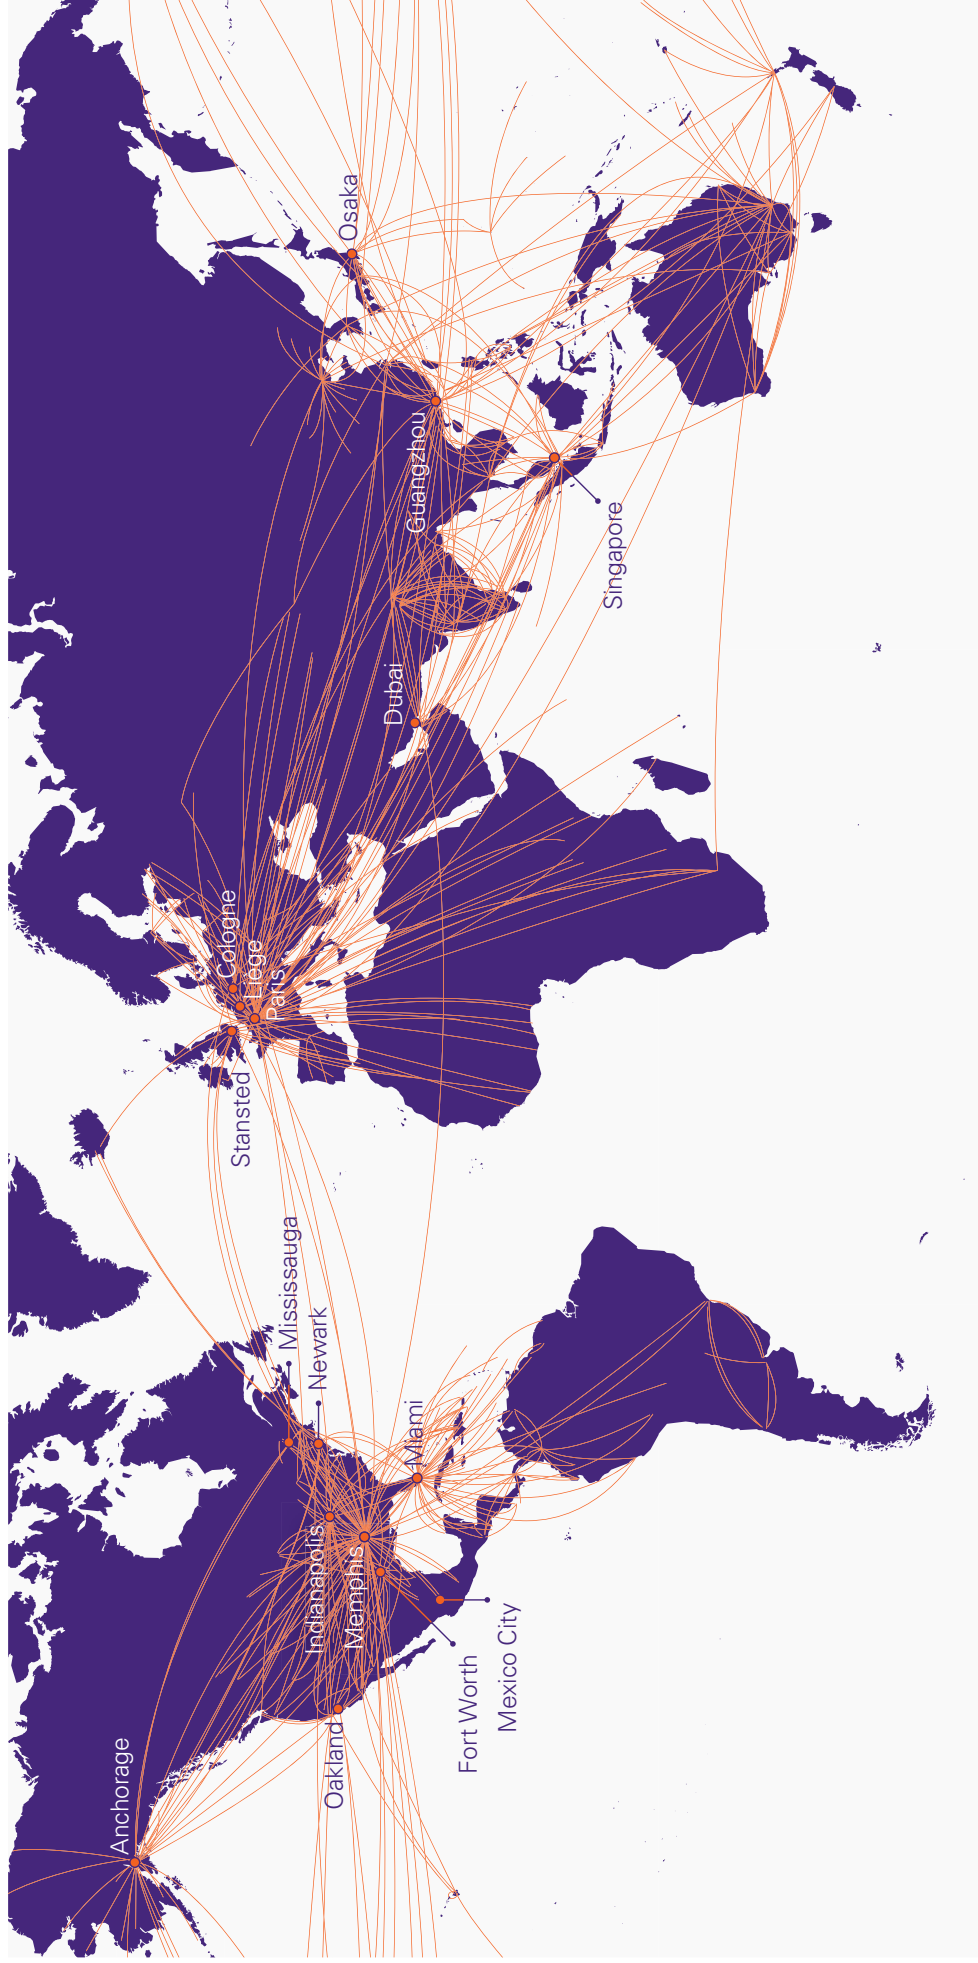 Anchorage
Oakland
Fort Worth
Mexico City
Memphis
Indianapolis
Miami
Newark
Mississauga
Stansted
Paris
Liege
Cologne
Dubai
Singapore
Guangzhou
Osaka